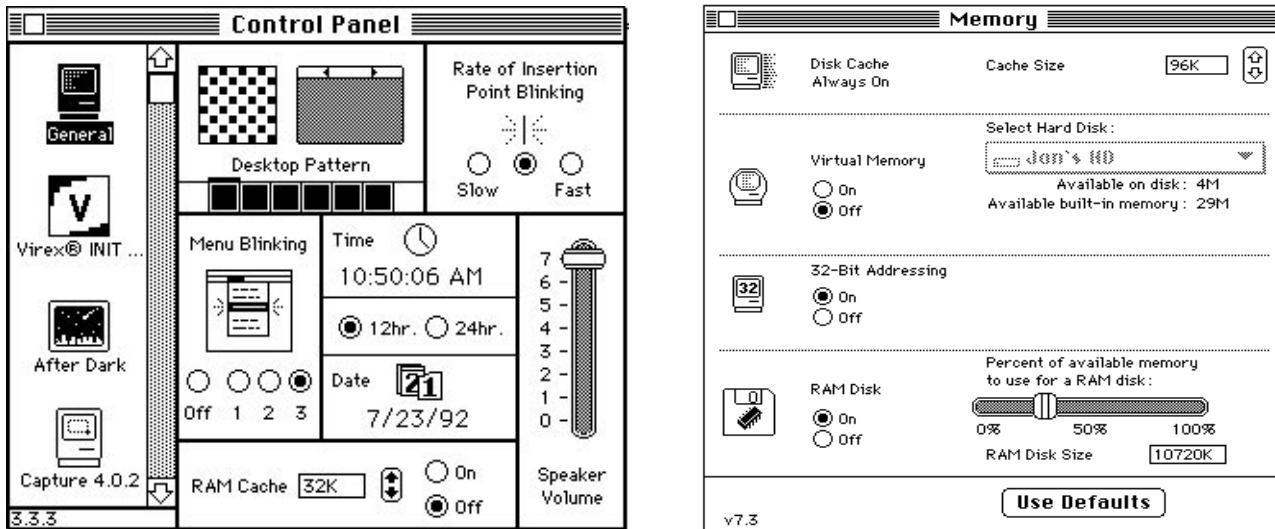 Control Panel
General
Virex® INIT ...
After Dark
Capture 4.0.2
3.3.3
Desktop Pattern
Rate of Insertion
Point Blinking
Slow Fast
Menu Blinking
Off 1 2 3
Time
10:50:06 AM
12hr. 24hr.
Date 21
7/23/92
7
6
5
4
3
2
1
0
Speaker
Volume
RAM Cache 32K
On
Off
Memory
Disk Cache
Always On
Cache Size 96K
Virtual Memory
On
Off
Select Hard Disk:
Jon's HD
Available on disk: 4M
Available built-in memory: 29M
32
32-Bit Addressing
On
Off
RAM Disk
On
Off
Percent of available memory
to use for a RAM disk:
0% 50% 100%
RAM Disk Size 10720K
Use Defaults
v7.3